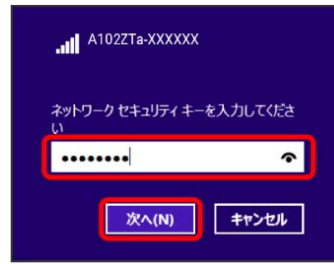 A102ZTa-XXXXXX
ネットワーク セキュリティ キーを入力してくださ
い
••••••••
次へ(N)
キャンセル